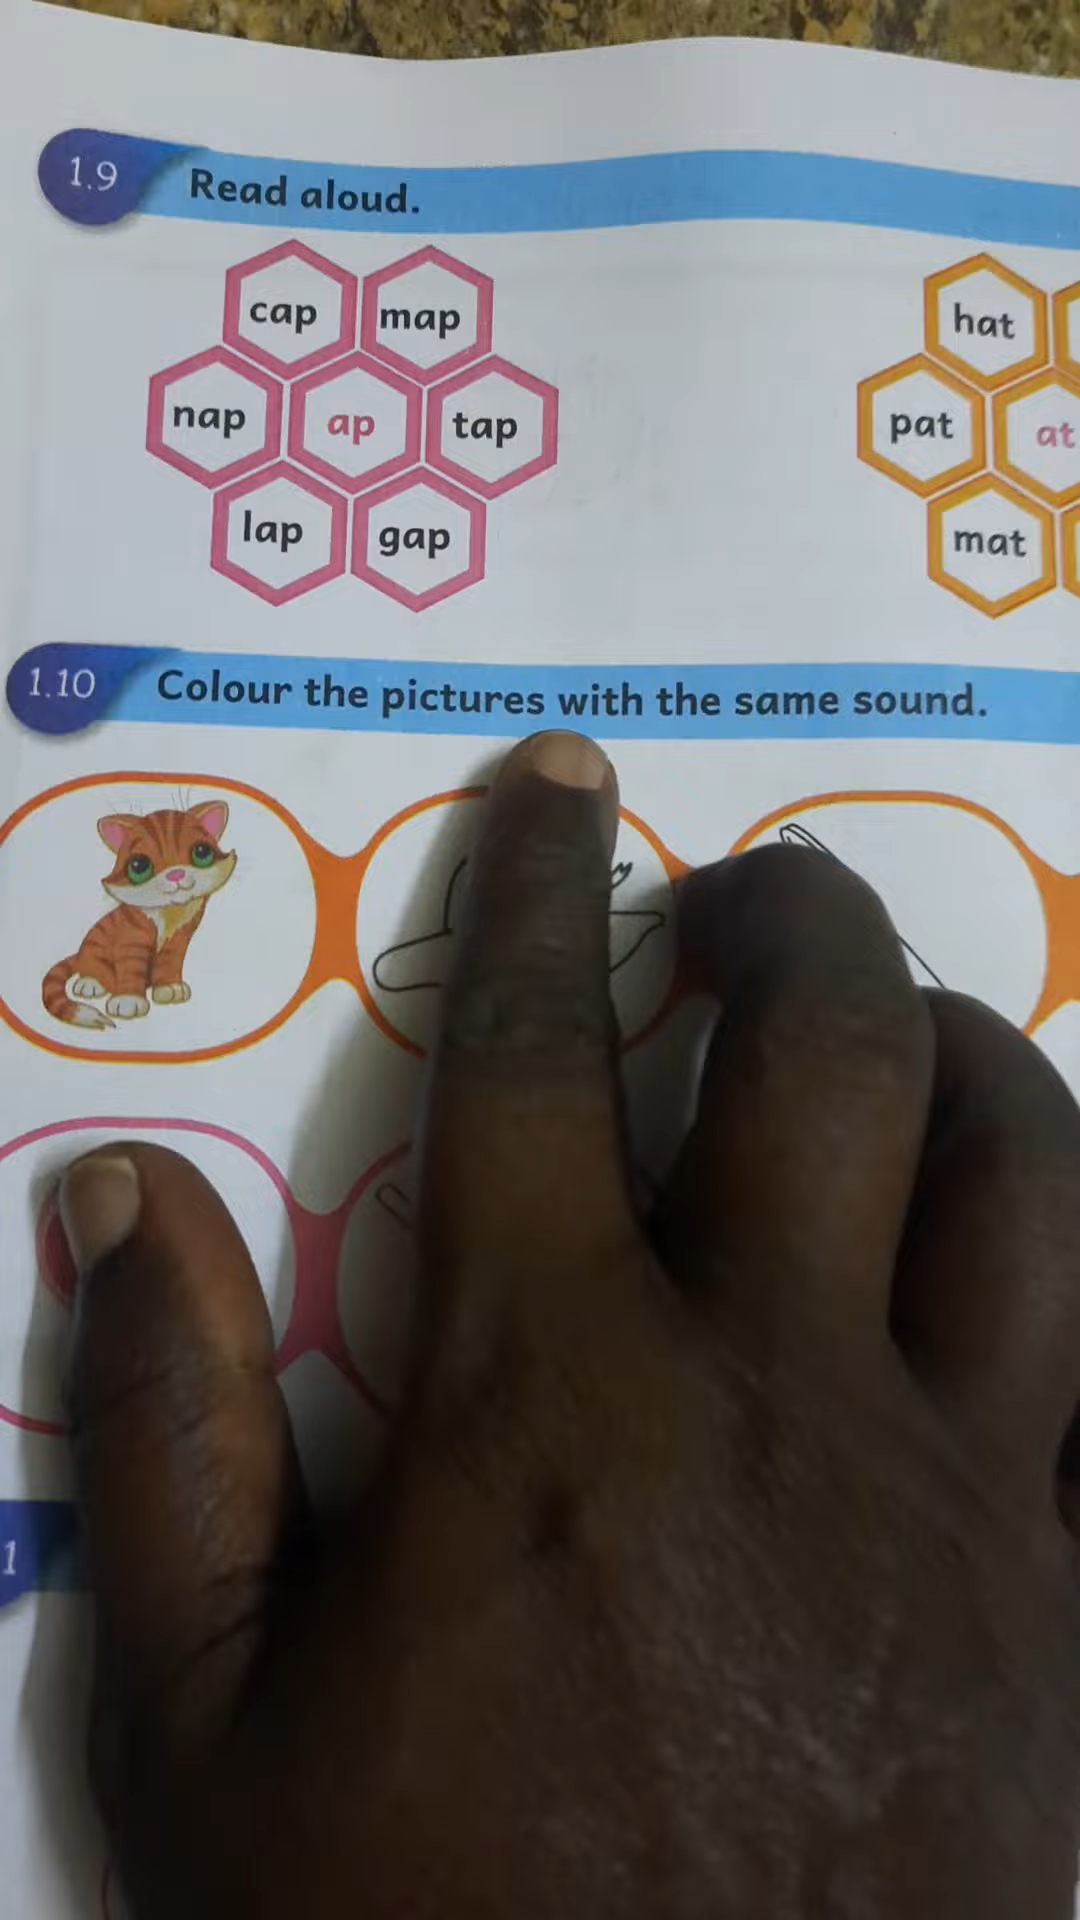 1.9 Read aloud.
cap map
nap ap tap
lap gap
hat
pat at
mat
1.10 Colour the pictures with the same sound.
1